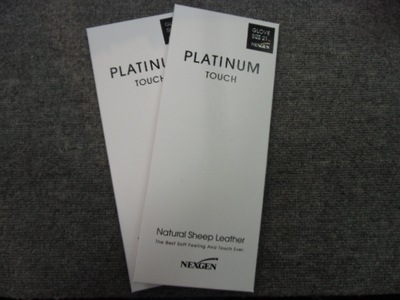 PLATINUM
TOUCH
GLOVE
SIZE 21
NEXGEN
PLATINUM
TOUCH
Natural Sheep Leather
The Best Soft Feeling And Touch Ever.
NEXGEN